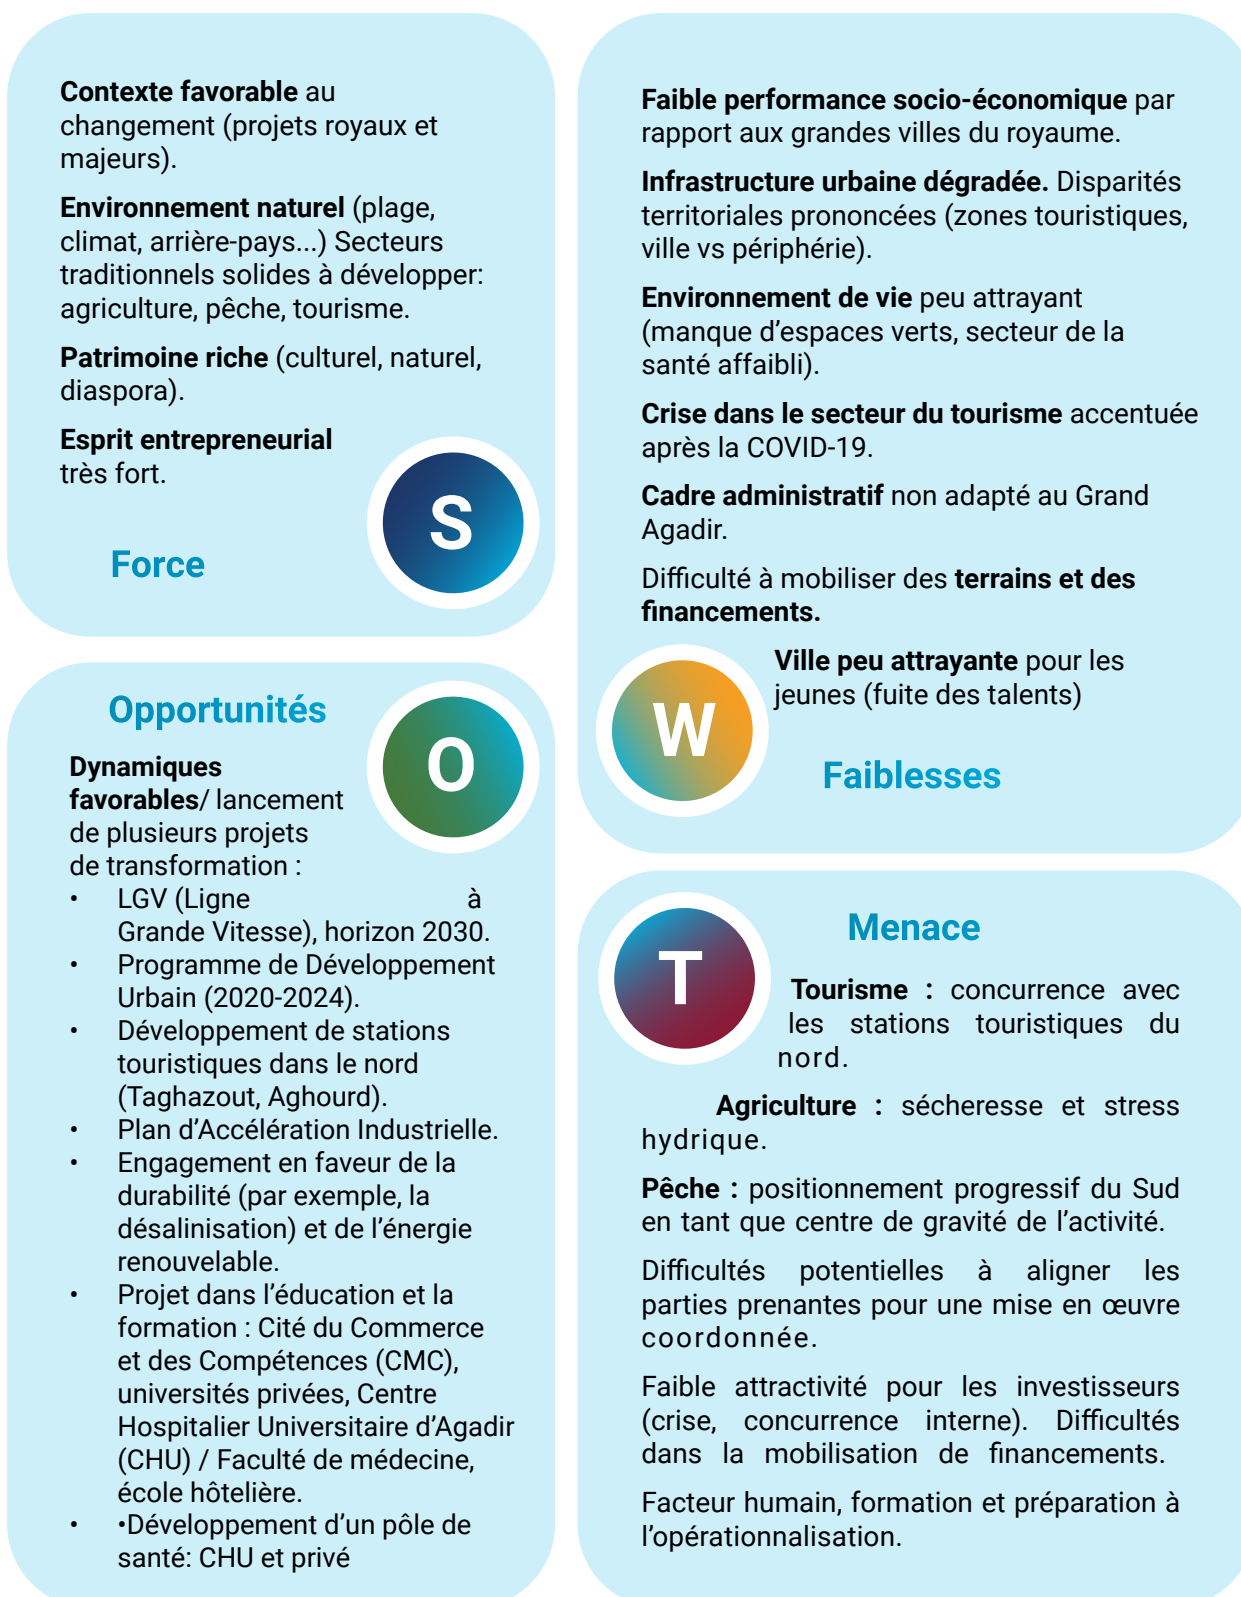 Contexte favorable au
changement (projets royaux et
majeurs).
Environnement naturel (plage,
climat, arrière-pays...) Secteurs
traditionnels solides à développer:
agriculture, pêche, tourisme.
Patrimoine riche (culturel, naturel,
diaspora).
Esprit entrepreneurial
très fort.
S
Force
Faible performance socio-économique par
rapport aux grandes villes du royaume.
Infrastructure urbaine dégradée. Disparités
territoriales prononcées (zones touristiques,
ville vs périphérie).
Environnement de vie peu attrayant
(manque d’espaces verts, secteur de la
santé affaibli).
Crise dans le secteur du tourisme accentuée
après la COVID-19.
Cadre administratif non adapté au Grand
Agadir.
Difficulté à mobiliser des terrains et des
financements.
Ville peu attrayante pour les
jeunes (fuite des talents)
W
Faiblesses
Opportunités
O
Dynamiques
favorables/ lancement
de plusieurs projets
de transformation :
• LGV (Ligne à
Grande Vitesse), horizon 2030.
• Programme de Développement
Urbain (2020-2024).
• Développement de stations
touristiques dans le nord
(Taghazout, Aghourd).
• Plan d’Accélération Industrielle.
• Engagement en faveur de la
durabilité (par exemple, la
désalinisation) et de l’énergie
renouvelable.
• Projet dans l’éducation et la
formation : Cité du Commerce
et des Compétences (CMC),
universités privées, Centre
Hospitalier Universitaire d’Agadir
(CHU) / Faculté de médecine,
école hôtelière.
• •Développement d’un pôle de
santé: CHU et privé
T
Menace
Tourisme : concurrence avec
les stations touristiques du
nord.
Agriculture : sécheresse et stress
hydrique.
Pêche : positionnement progressif du Sud
en tant que centre de gravité de l’activité.
Difficultés potentielles à aligner les
parties prenantes pour une mise en œuvre
coordonnée.
Faible attractivité pour les investisseurs
(crise, concurrence interne). Difficultés
dans la mobilisation de financements.
Facteur humain, formation et préparation à
l’opérationnalisation.